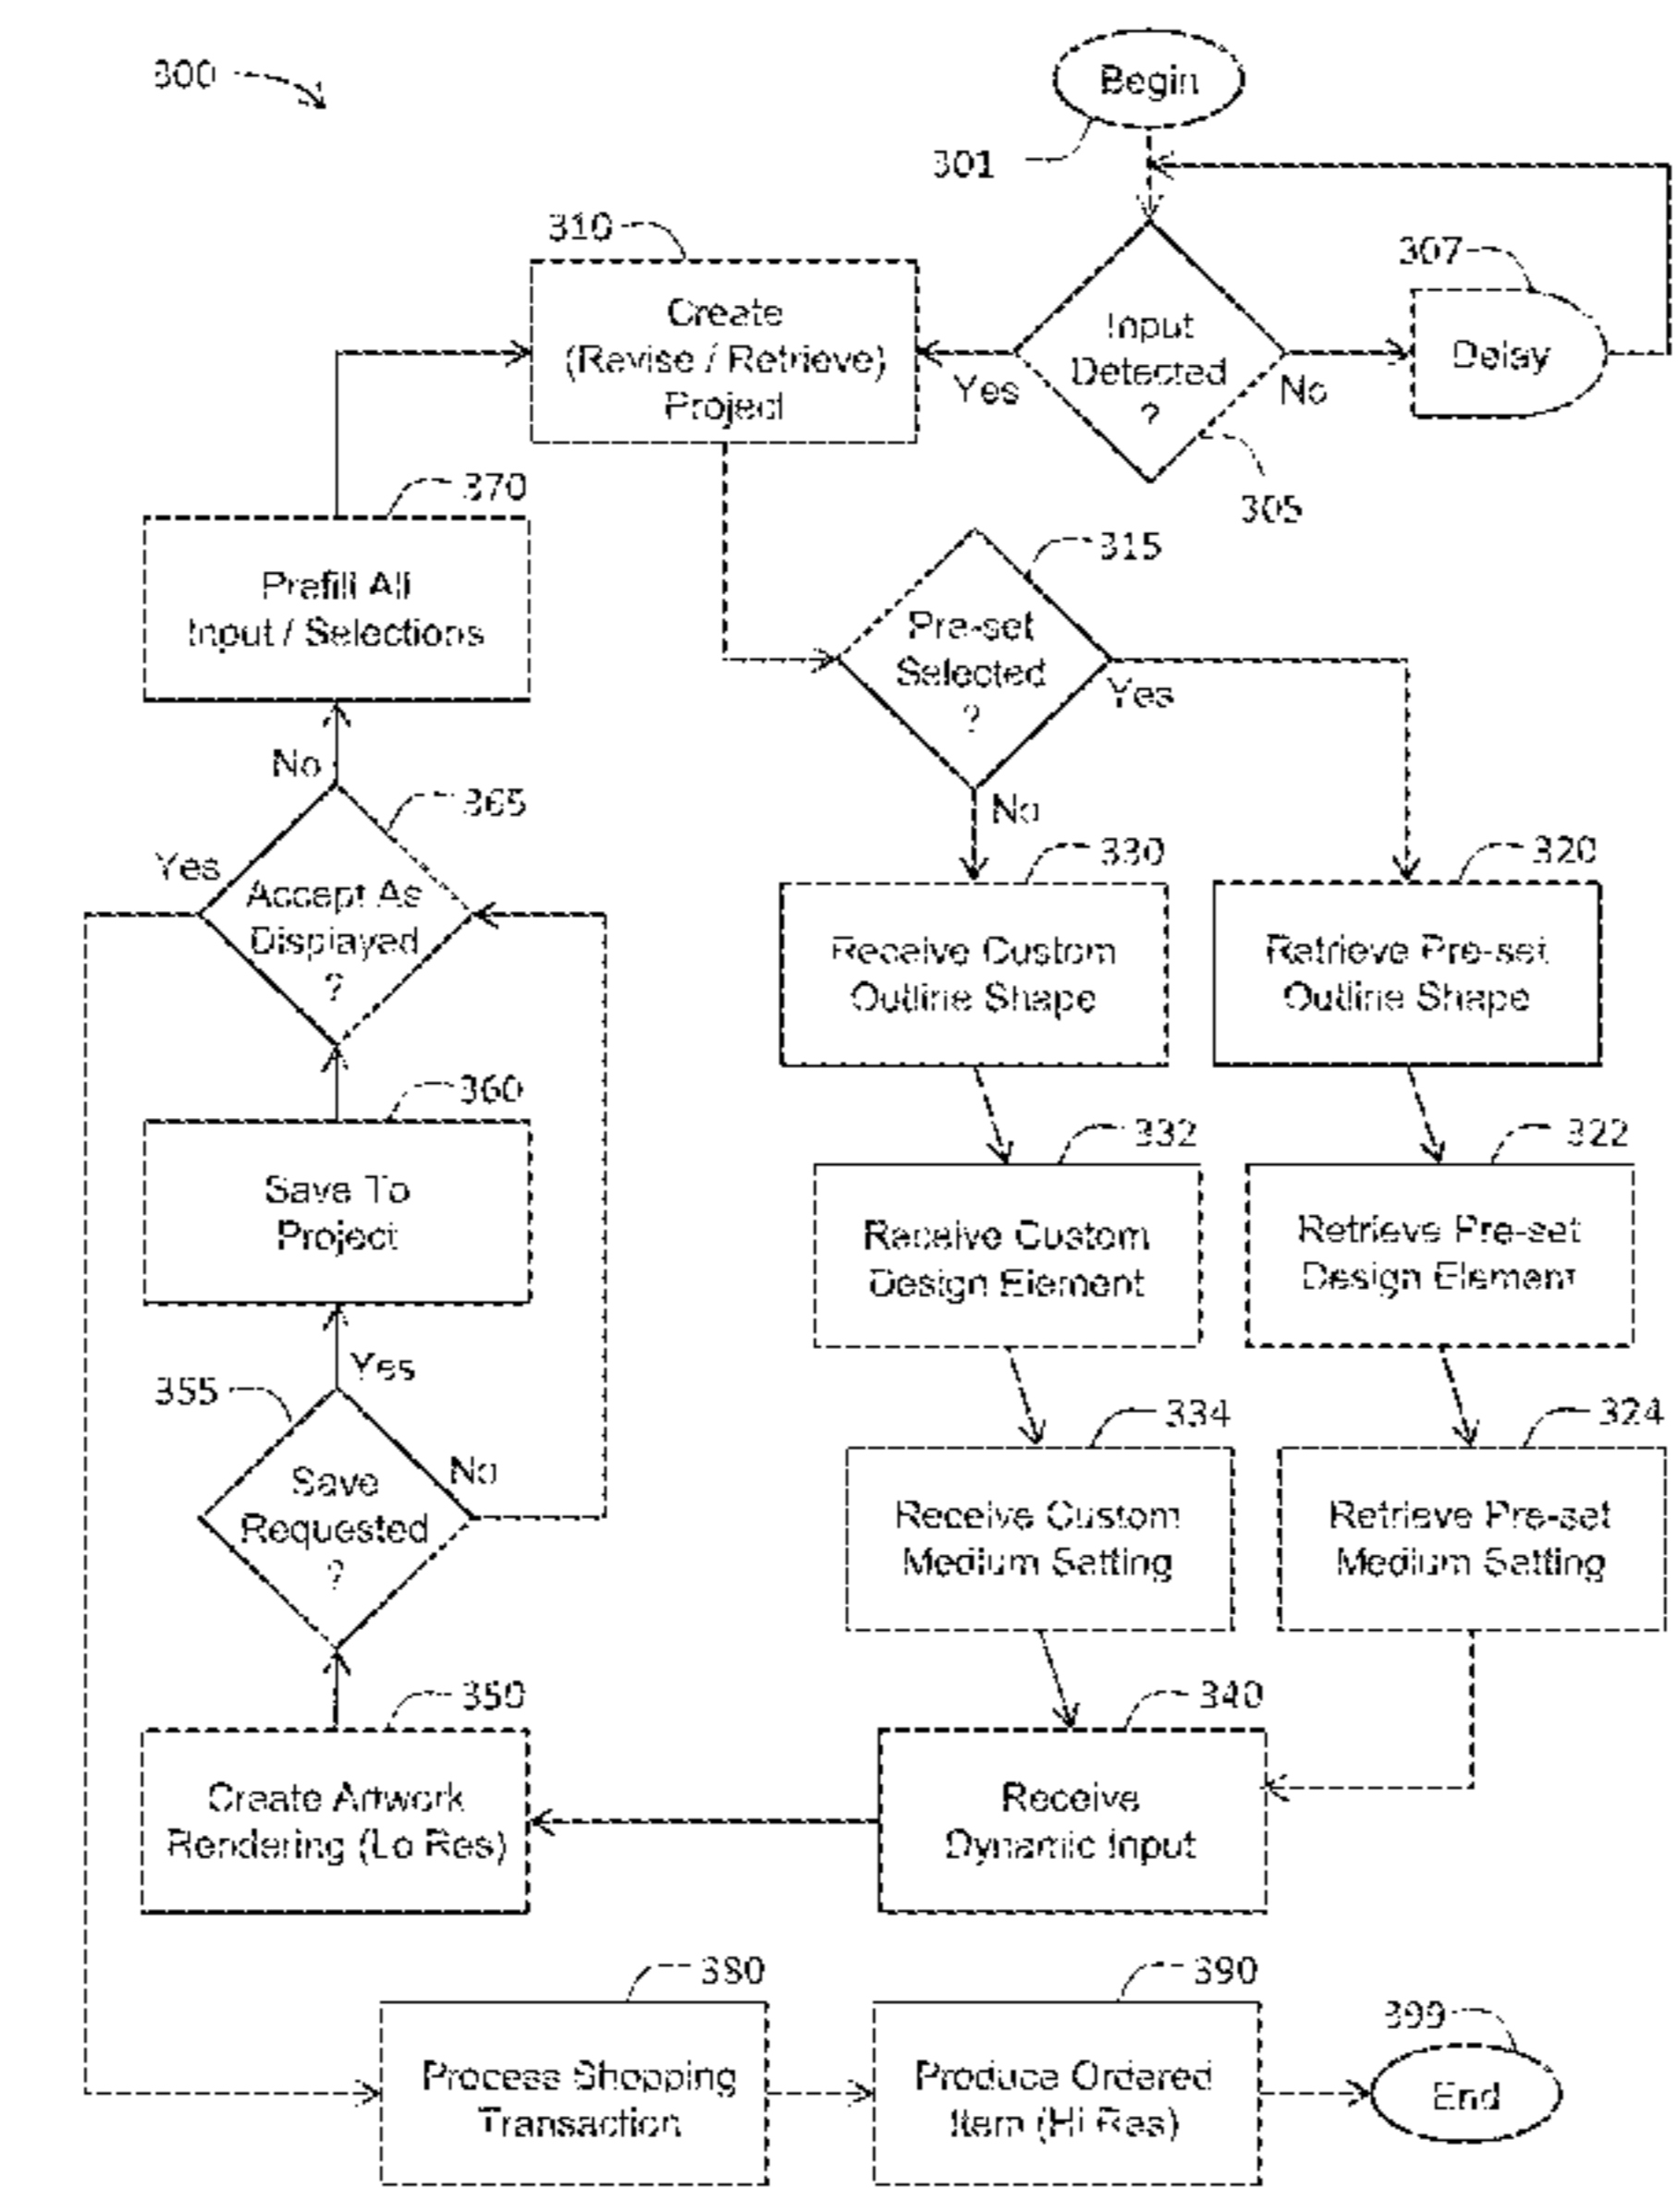 300
Begin
301
310
307
Create
(Revise / Retrieve)
Project
Input
Detected
?
Yes
No
Delay
305
370
315
Prefill All
Input / Selections
Pre-set
Selected
?
Yes
No
No
365
330
320
Yes
Accept As
Displayed
?
Receive Custom
Outline Shape
Retrieve Pre-set
Outline Shape
360
332
322
Save To
Project
Receive Custom
Design Element
Retrieve Pre-set
Design Element
Yes
355
334
324
Save
Requested
?
No
Receive Custom
Medium Setting
Retrieve Pre-set
Medium Setting
350
340
Create Artwork
Rendering (Lo Res)
Receive
Dynamic Input
380
390
399
Process Shopping
Transaction
Produce Ordered
Item (Hi Res)
End